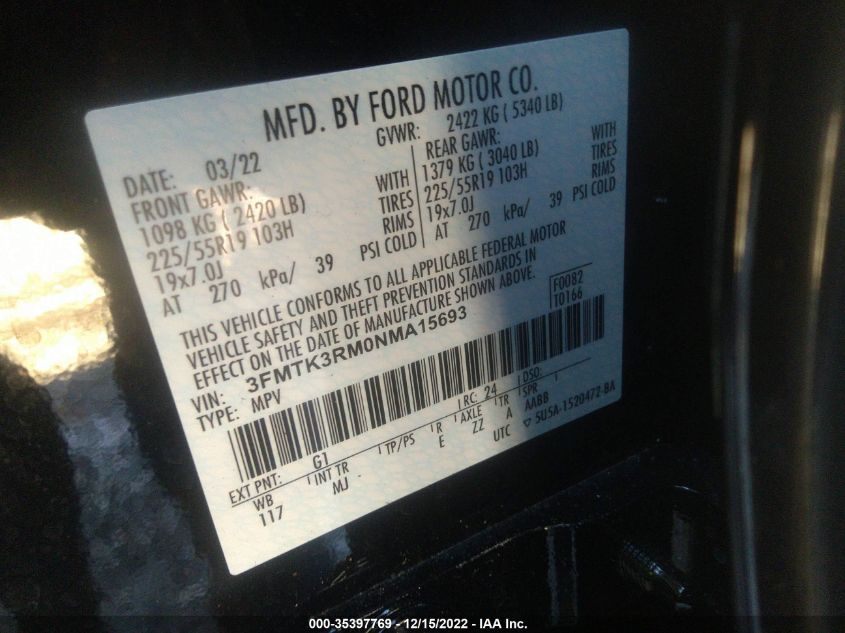 MFD. BY FORD MOTOR CO.
DATE: 03/22
GVWR: 2422 KG ( 5340 LB)
FRONT GAWR:
1098 KG ( 2420 LB) WITH
225/55R19 103H TIRES
19x7.0J RIMS
AT 270 kPa/ 39 PSI COLD
REAR GAWR:
1379 KG ( 3040 LB) WITH
225/55R19 103H TIRES
19x7.0J RIMS
AT 270 kPa/ 39 PSI COLD
THIS VEHICLE CONFORMS TO ALL APPLICABLE FEDERAL MOTOR
VEHICLE SAFETY AND THEFT PREVENTION STANDARDS IN
EFFECT ON THE DATE OF MANUFACTURE SHOWN ABOVE.
F0082
T0166
VIN: 3FMTK3RM0NMA15693
TYPE: MPV
EXT PNT: G1 RC: 24 DSO:
WB INT TR TP/PS R AXLE TR SPR
117 MJ E ZZ A AABB
UTC 5U5A-1520472-BA
000-35397769 - 12/15/2022 - IAA Inc.